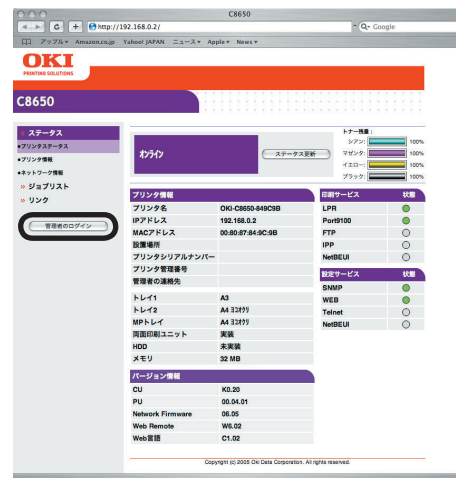 C8650
http://192.168.0.2/
Q- Google
アップル▾ Amazon.co.jp Yahoo! JAPAN ニュース▾ Apple▾ News▾
OKI
PRINTING SOLUTIONS
C8650
ステータス
プリンタステータス
プリンタ情報
ネットワーク情報
ジョブリスト
リンク
管理者のログイン
オンライン
ステータス更新
トナー残量:
シアン: 100%
マゼンタ: 100%
イエロー: 100%
ブラック: 100%
プリンタ情報
プリンタ名 OKI-C8650-849C9B
IPアドレス 192.168.0.2
MACアドレス 00:80:87:84:9C:9B
設置場所
プリンタシリアルナンバー
プリンタ管理番号
管理者の連絡先
トレイ1 A3
トレイ2 A4 ヨコオクリ
MPトレイ A4 ヨコオクリ
両面印刷ユニット 実装
HDD 未実装
メモリ 32 MB
バージョン情報
CU K0.20
PU 00.04.01
Network Firmware 06.05
Web Remote W6.02
Web言語 C1.02
印刷サービス 状態
LPR
Port9100
FTP
IPP
NetBEUI
設定サービス 状態
SNMP
WEB
Telnet
NetBEUI
Copyright (c) 2005 Oki Data Corporation. All rights reserved.